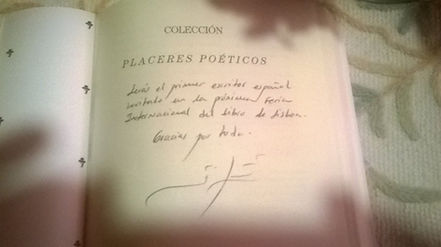 COLECCIÓN
PLACERES POÉTICOS
Serás el primer escritor español
invitado en la próxima Feria
Internacional del Libro de Lisboa.
Gracias por todo.